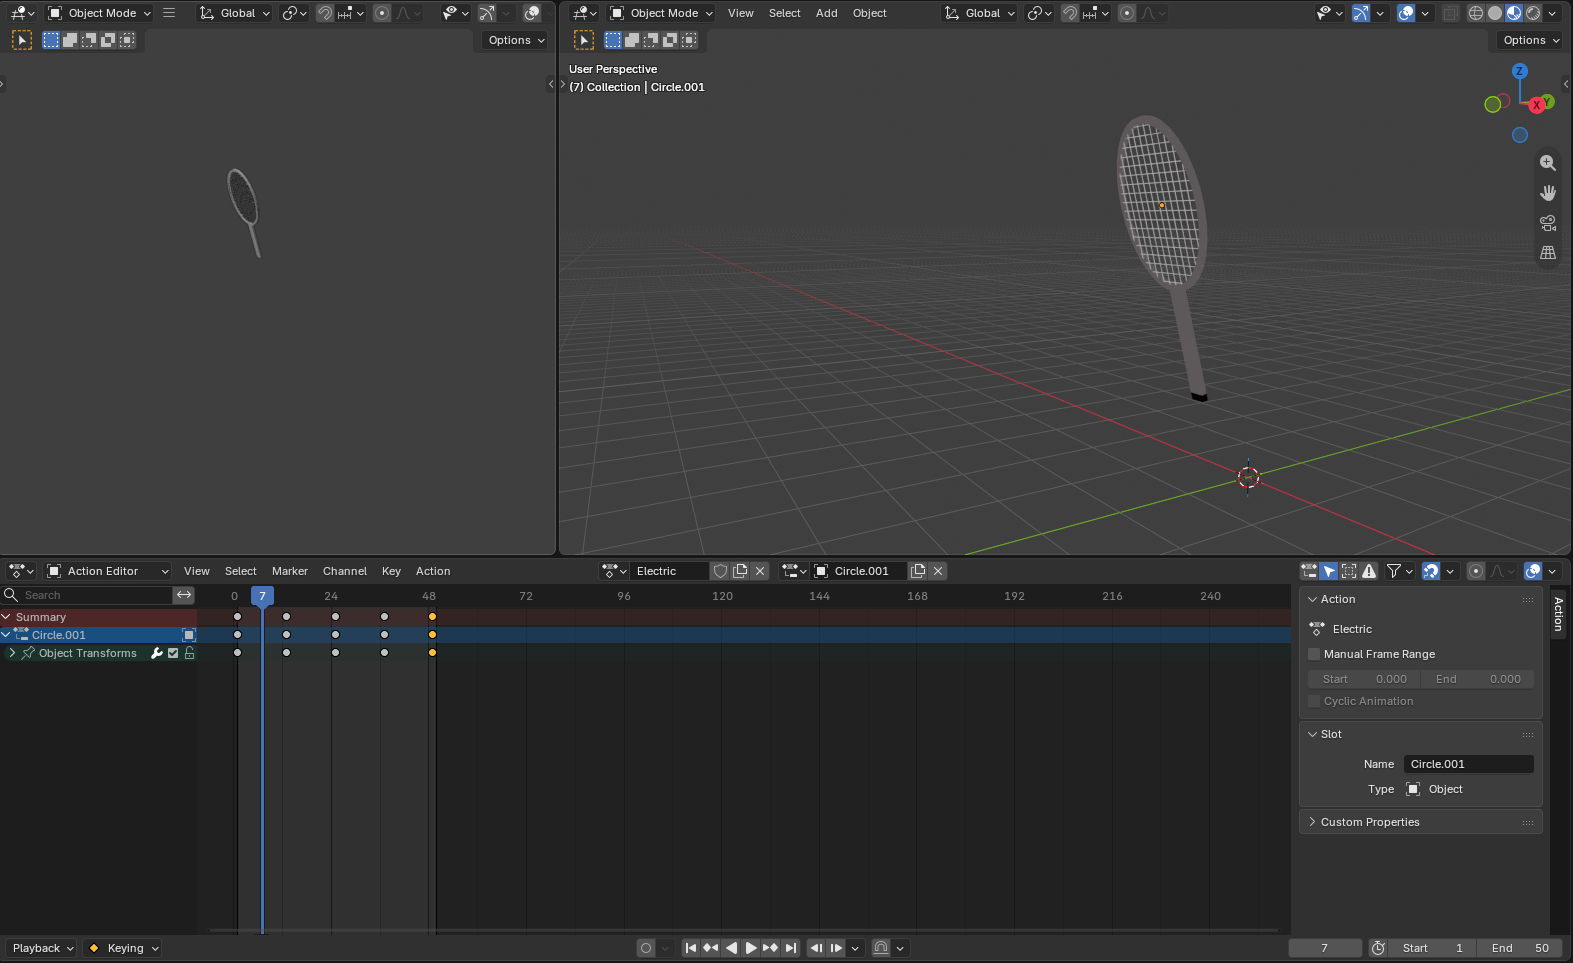 Object Mode
Global
Object Mode
View
Select
Add
Object
Global
Options
Options
User Perspective
(7) Collection | Circle.001
Z
X
Y
Action Editor
View
Select
Marker
Channel
Key
Action
Electric
Circle.001
Search
0
7
24
48
72
96
120
144
168
192
216
240
Summary
Circle.001
Object Transforms
Action
Electric
Manual Frame Range
Start 0.000
End 0.000
Cyclic Animation
Slot
Name Circle.001
Type Object
Custom Properties
Action
Playback
Keying
7
Start 1
End 50